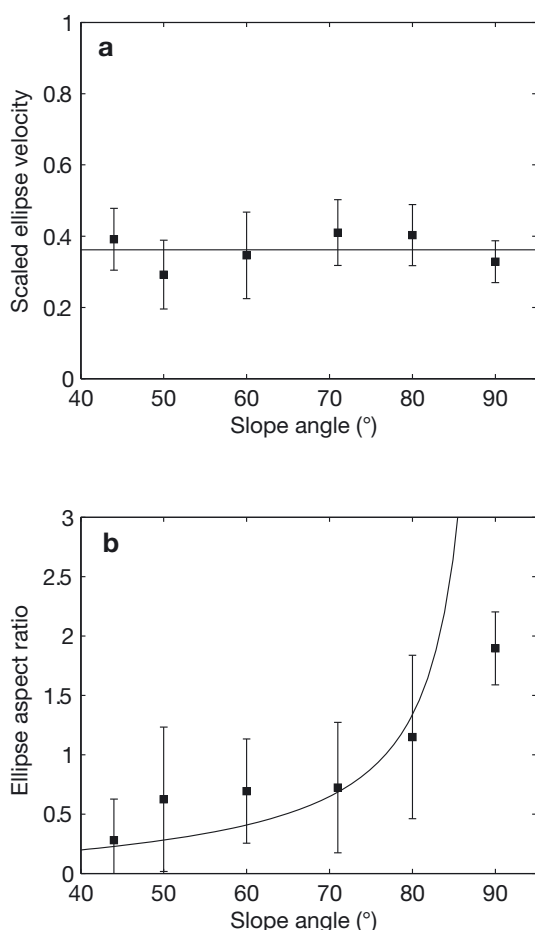 1
a
0.8
0.6
0.4
0.2
0
Scaled ellipse velocity
40 50 60 70 80 90
Slope angle (°)
3
b
2.5
2
1.5
1
0.5
0
Ellipse aspect ratio
40 50 60 70 80 90
Slope angle (°)